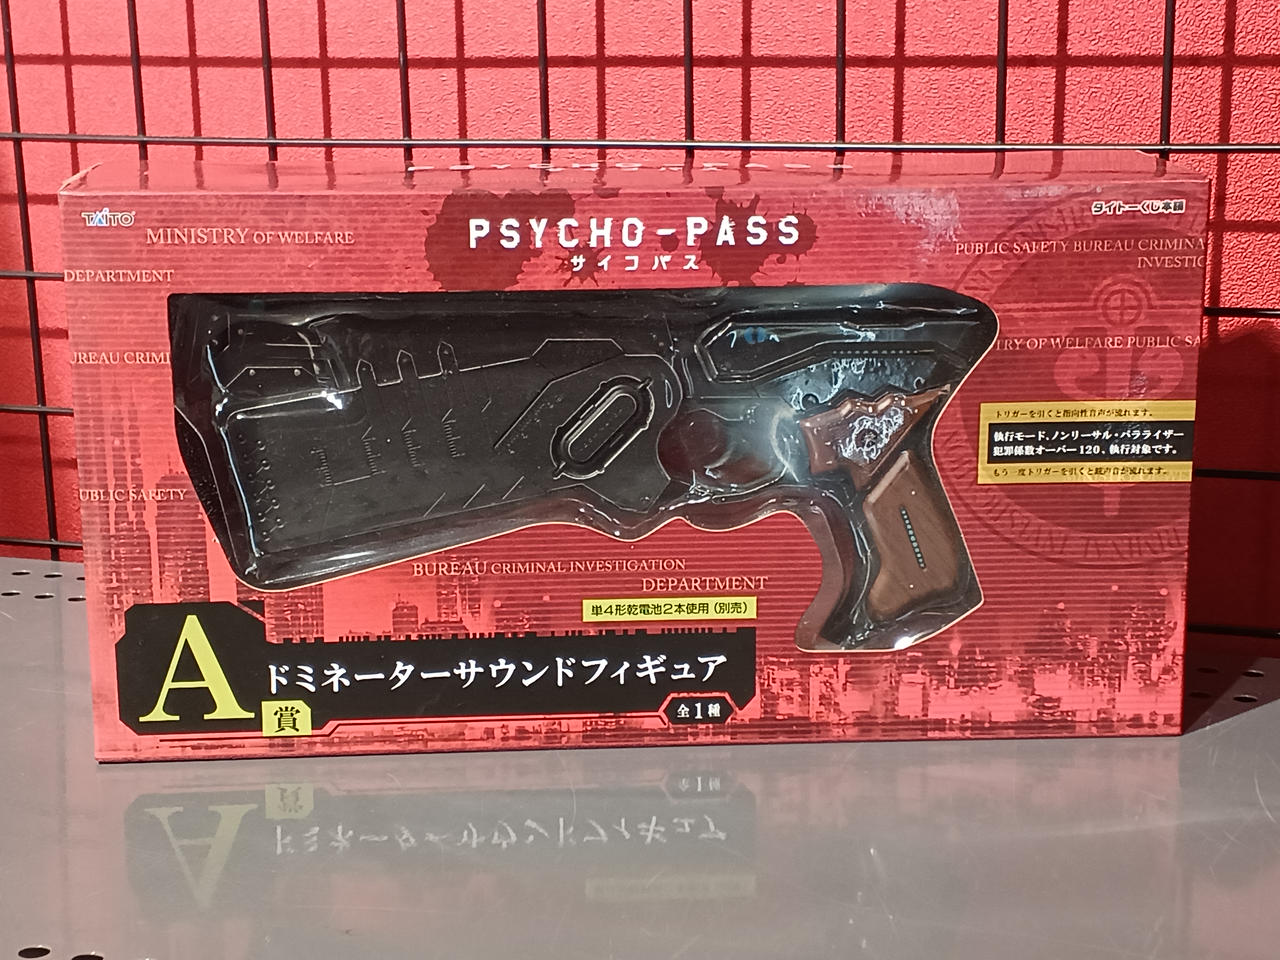 TAITO
タイトーくじ本舗
PSYCHO-PASS
サイコパス
MINISTRY OF WELFARE
PUBLIC SAFETY BUREAU CRIMINA
INVESTIC
DEPARTMENT
UREAU CRIMI
TRY OF WELFARE PUBLIC SA
トリガーを引くと指向性音声が流れます。
執行モード、ノンリーサル・パラライザー
犯罪係数オーバー120、執行対象です。
もう一度トリガーを引くと銃声音が流れます。
UBLIC SAFETY
BUREAU CRIMINAL INVESTIGATION
DEPARTMENT
単4形乾電池2本使用(別売)
A賞
ドミネーターサウンドフィギュア
全1種